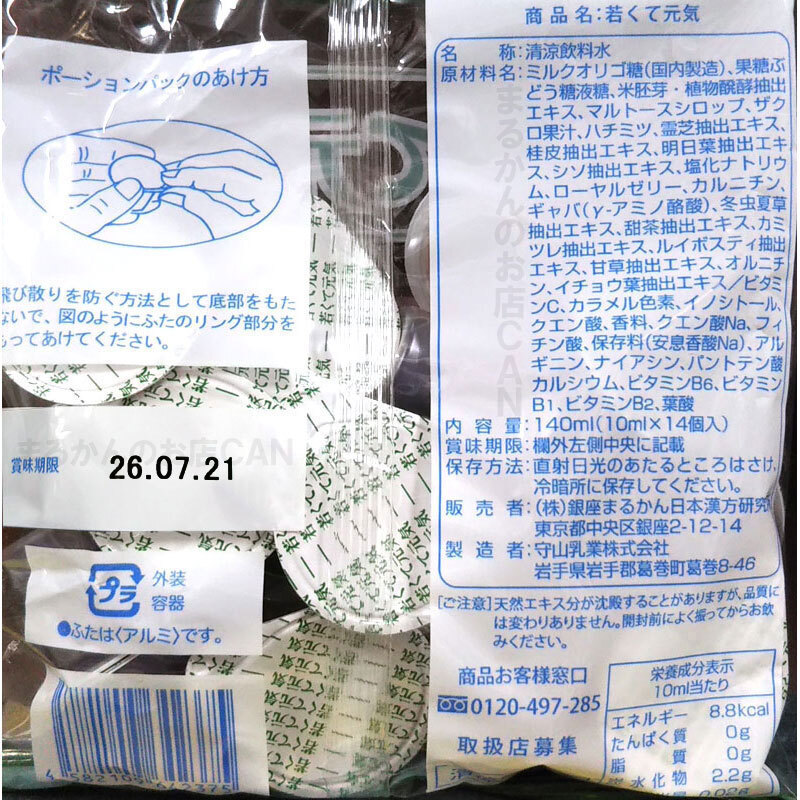 ポーションパックのあけ方
飛び散りを防ぐ方法として底部をもた
ないで、図のようにふたのリング部分を
もってあけてください。
まるかんのお店CAN
賞味期限 26.07.21
プラ
外装
容器
●ふたは〈アルミ〉です。
若くて元気
商品名:若くて元気
名　称:清涼飲料水
原材料名:ミルクオリゴ糖(国内製造)、果糖ぶ
どう糖液糖、米胚芽・植物醗酵抽出
エキス、マルトースシロップ、ザク
ロ果汁、ハチミツ、霊芝抽出エキス、
桂皮抽出エキス、明日葉抽出エキ
ス、シソ抽出エキス、塩化ナトリウ
ム、ローヤルゼリー、カルニチン、
ギャバ(γ-アミノ酪酸)、冬虫夏草
抽出エキス、甜茶抽出エキス、カミ
ツレ抽出エキス、ルイボスティ抽出
エキス、甘草抽出エキス、オルニチ
ン、イチョウ葉抽出エキス/ビタミ
ンC、カラメル色素、イノシトール、
クエン酸、香料、クエン酸Na、フィ
チン酸、保存料(安息香酸Na)、アル
ギニン、ナイアシン、パントテン酸
カルシウム、ビタミンB6、ビタミン
B1、ビタミンB2、葉酸
内容量:140ml(10ml×14個入)
賞味期限:欄外左側中央に記載
保存方法:直射日光のあたるところはさけ、
冷暗所に保存してください。
販売者:(株)銀座まるかん日本漢方研究
東京都中央区銀座2-12-14
製造者:守山乳業株式会社
岩手県岩手郡葛巻町葛巻8-46
[ご注意]天然エキス分が沈殿することがありますが、品質に
は変わりありません。開封前によく振ってからお飲
みください。
商品お客様窓口
0120-497-285
取扱店募集
栄養成分表示
10ml当たり
エネルギー 8.8kcal
たんぱく質 0g
脂質 0g
炭水化物 2.2g
0.02g
まるかんのお店CAN